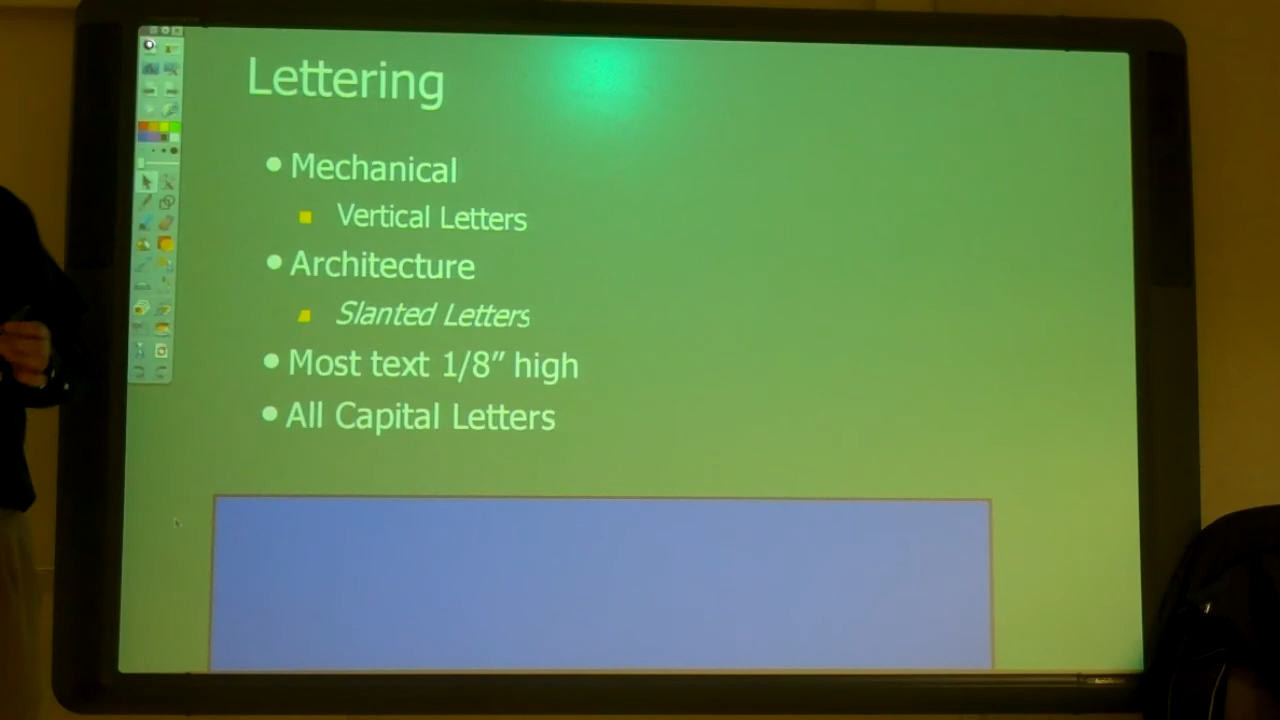 Lettering
Mechanical
Vertical Letters
Architecture
Slanted Letters
Most text 1/8” high
All Capital Letters